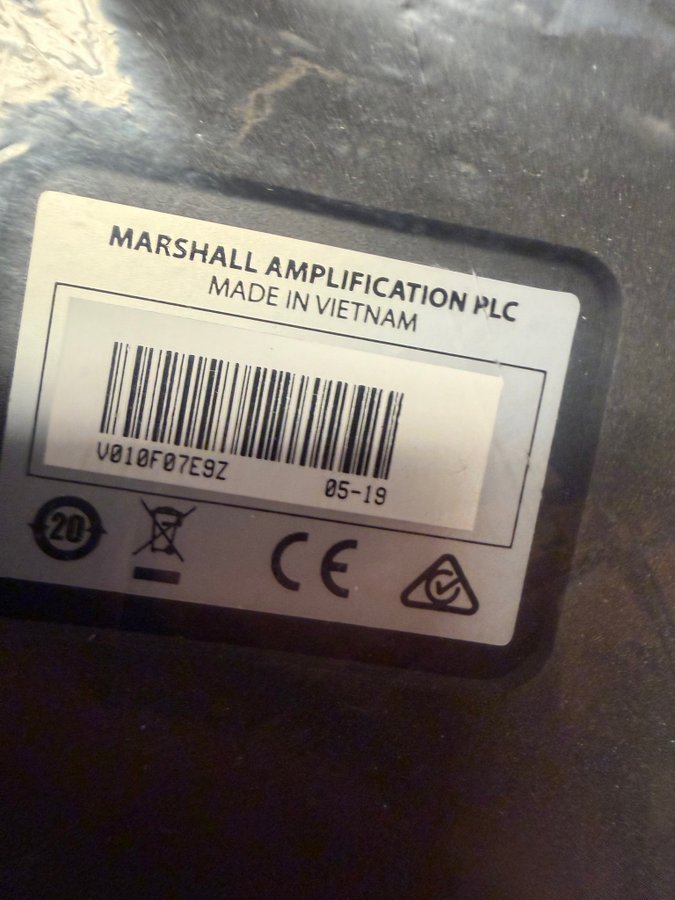 MARSHALL AMPLIFICATION PLC
MADE IN VIETNAM
V010F07E9Z
05-19
20
CE